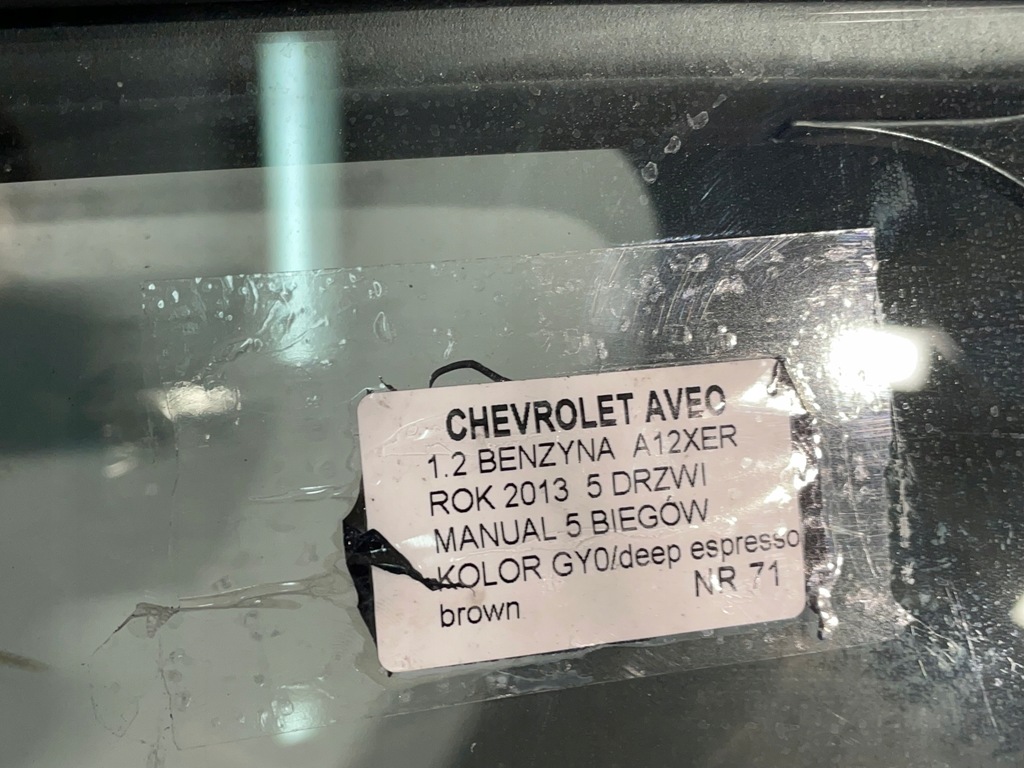 CHEVROLET AVEO
1.2 BENZYNA A12XER
ROK 2013 5 DRZWI
MANUAL 5 BIEGÓW
KOLOR GY0/deep espresso
brown NR 71